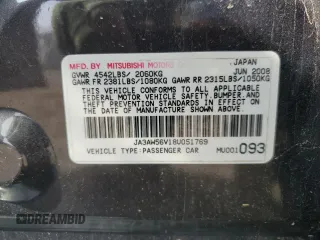 MFD. BY MITSUBISHI MOTORS JAPAN
GVWR 4542LBS/ 2060KG JUN 2008
GAWR FR 2381LBS/1080KG GAWR RR 2315LBS/1050KG
THIS VEHICLE CONFORMS TO ALL APPLICABLE
FEDERAL MOTOR VEHICLE SAFETY, BUMPER, AND
THEFT PREVENTION STANDARDS IN EFFECT ON
THE DATE OF MANUFACTURE SHOWN ABOVE.
JA3AW56V18U051769
VEHICLE TYPE: PASSENGER CAR MU001 093
DREAMBID